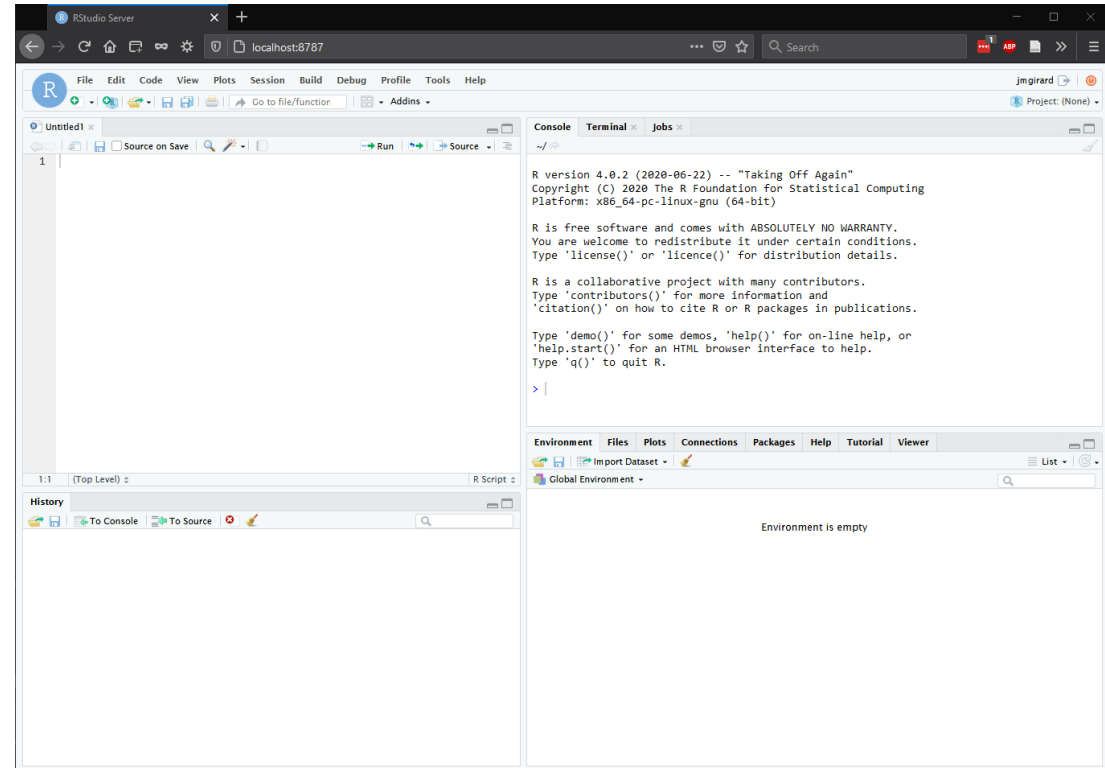 RStudio Server
localhost:8787
Search
1
ABP
R
File Edit Code View Plots Session Build Debug Profile Tools Help
jmgirard
Go to file/function
Addins
Project: (None)
Untitled1
Source on Save
Run
Source
1
1:1 (Top Level)
R Script
Console Terminal Jobs
~/
R version 4.0.2 (2020-06-22) -- "Taking Off Again"
Copyright (C) 2020 The R Foundation for Statistical Computing
Platform: x86_64-pc-linux-gnu (64-bit)
R is free software and comes with ABSOLUTELY NO WARRANTY.
You are welcome to redistribute it under certain conditions.
Type 'license()' or 'licence()' for distribution details.
R is a collaborative project with many contributors.
Type 'contributors()' for more information and
'citation()' on how to cite R or R packages in publications.
Type 'demo()' for some demos, 'help()' for on-line help, or
'help.start()' for an HTML browser interface to help.
Type 'q()' to quit R.
>
History
To Console To Source
Environment Files Plots Connections Packages Help Tutorial Viewer
Import Dataset
List
Global Environment
Environment is empty